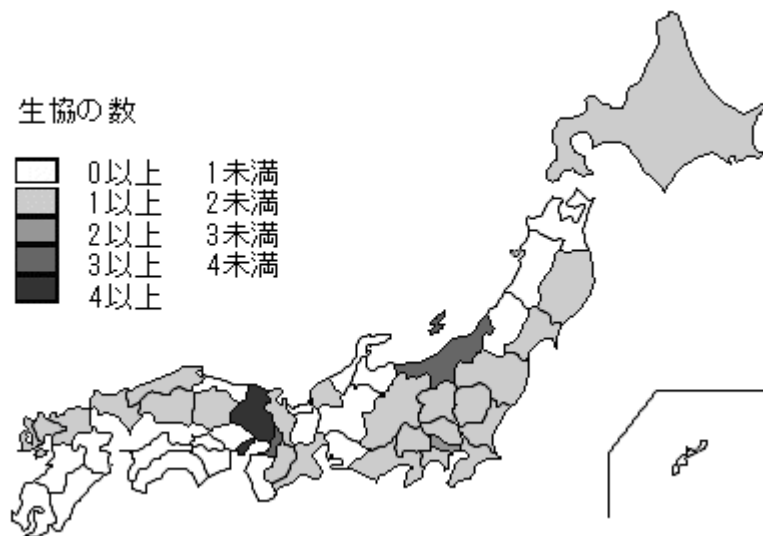 生協の数
0以上 1未満
1以上 2未満
2以上 3未満
3以上 4未満
4以上